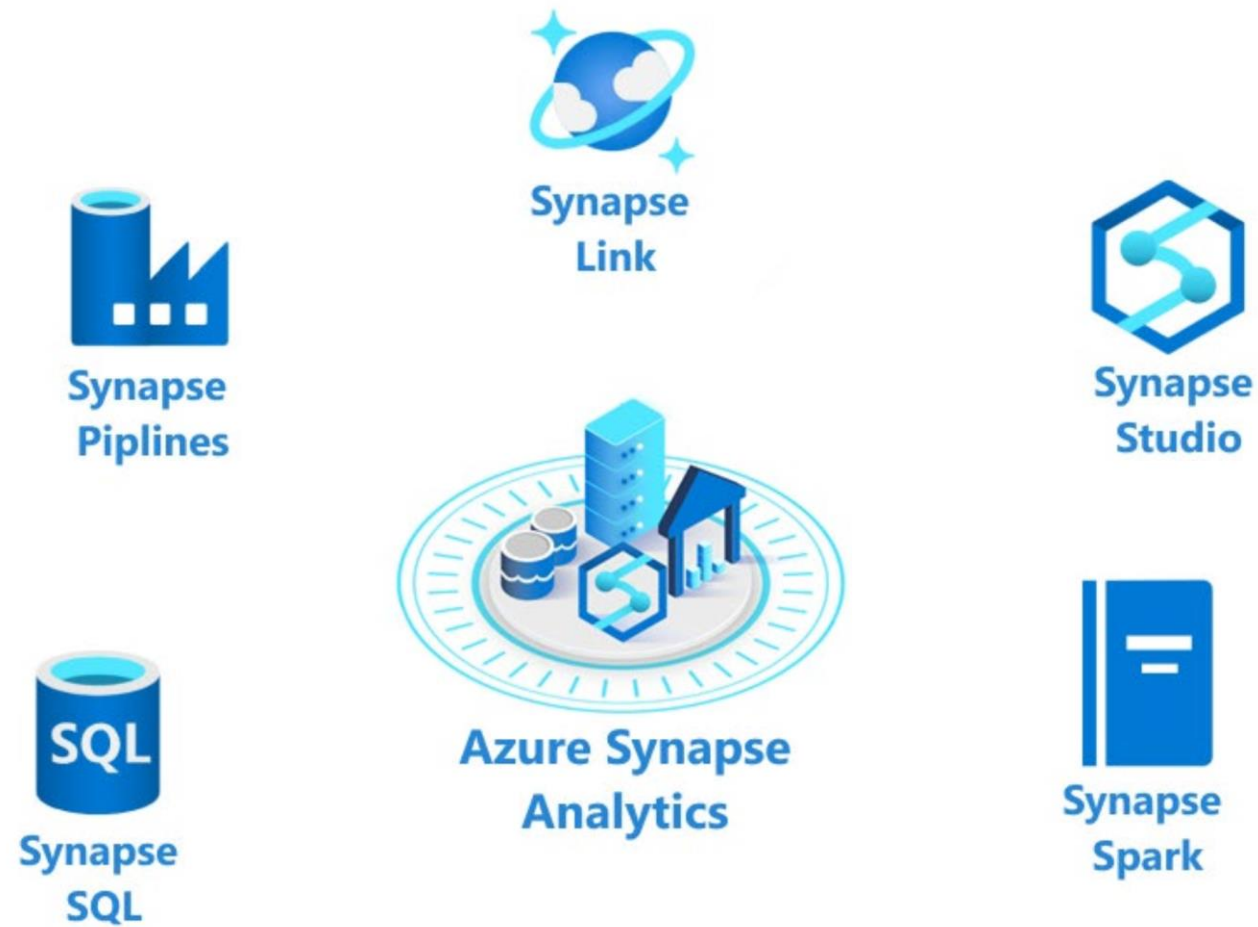 Synapse
Link
Synapse
Piplines
Synapse
Studio
Azure Synapse
Analytics
SQL
Synapse
SQL
Synapse
Spark